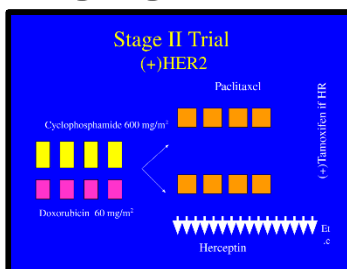 Stage II Trial
(+)HER2
Paclitaxel
Cyclophosphamide 600 mg/m²
Doxorubicin 60 mg/m²
(+)Tamoxifen if HR
Herceptin
Et
.c